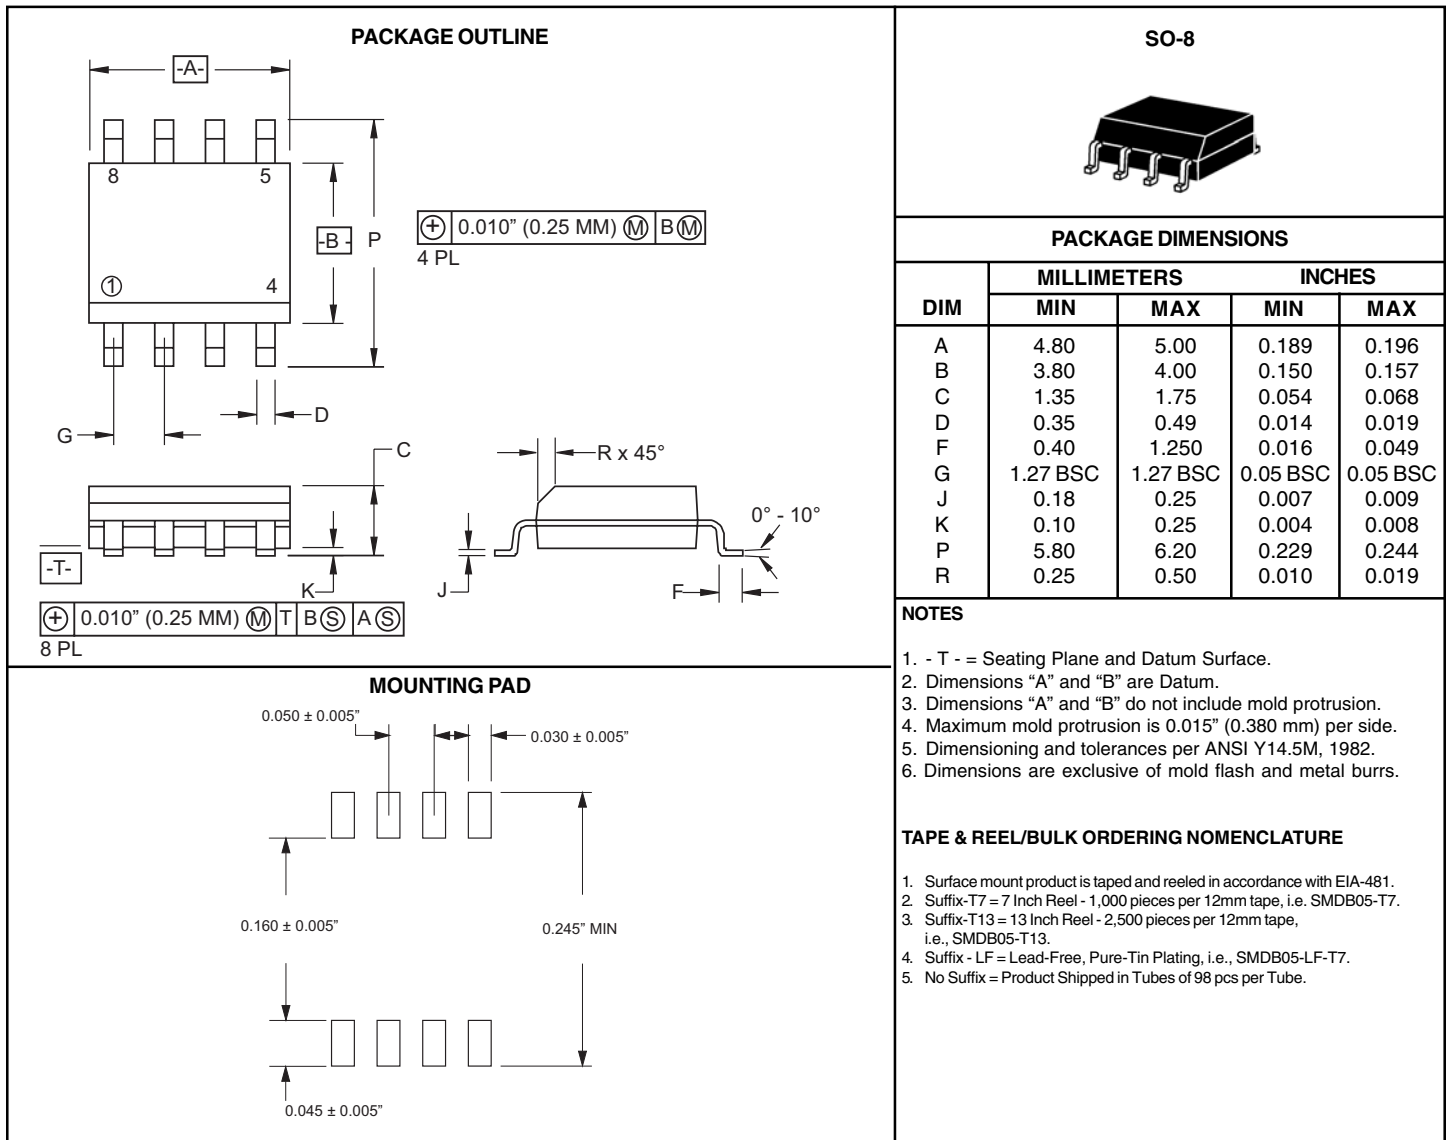 PACKAGE OUTLINE
-A-
8 5
-B-
P
1 4
⌖ 0.010” (0.25 MM) Ⓜ B Ⓜ
4 PL
D
G
C
R x 45°
0° - 10°
-T-
K
J
F
⌖ 0.010” (0.25 MM) Ⓜ T B Ⓢ A Ⓢ
8 PL
MOUNTING PAD
0.050 ± 0.005”
0.030 ± 0.005”
0.160 ± 0.005”
0.245” MIN
0.045 ± 0.005”
SO-8
PACKAGE DIMENSIONS
MILLIMETERS INCHES
DIM MIN MAX MIN MAX
A 4.80 5.00 0.189 0.196
B 3.80 4.00 0.150 0.157
C 1.35 1.75 0.054 0.068
D 0.35 0.49 0.014 0.019
F 0.40 1.250 0.016 0.049
G 1.27 BSC 1.27 BSC 0.05 BSC 0.05 BSC
J 0.18 0.25 0.007 0.009
K 0.10 0.25 0.004 0.008
P 5.80 6.20 0.229 0.244
R 0.25 0.50 0.010 0.019
NOTES
1. - T - = Seating Plane and Datum Surface.
2. Dimensions “A” and “B” are Datum.
3. Dimensions “A” and “B” do not include mold protrusion.
4. Maximum mold protrusion is 0.015” (0.380 mm) per side.
5. Dimensioning and tolerances per ANSI Y14.5M, 1982.
6. Dimensions are exclusive of mold flash and metal burrs.
TAPE & REEL/BULK ORDERING NOMENCLATURE
1. Surface mount product is taped and reeled in accordance with EIA-481.
2. Suffix-T7 = 7 Inch Reel - 1,000 pieces per 12mm tape, i.e. SMDB05-T7.
3. Suffix-T13 = 13 Inch Reel - 2,500 pieces per 12mm tape,
i.e., SMDB05-T13.
4. Suffix - LF = Lead-Free, Pure-Tin Plating, i.e., SMDB05-LF-T7.
5. No Suffix = Product Shipped in Tubes of 98 pcs per Tube.